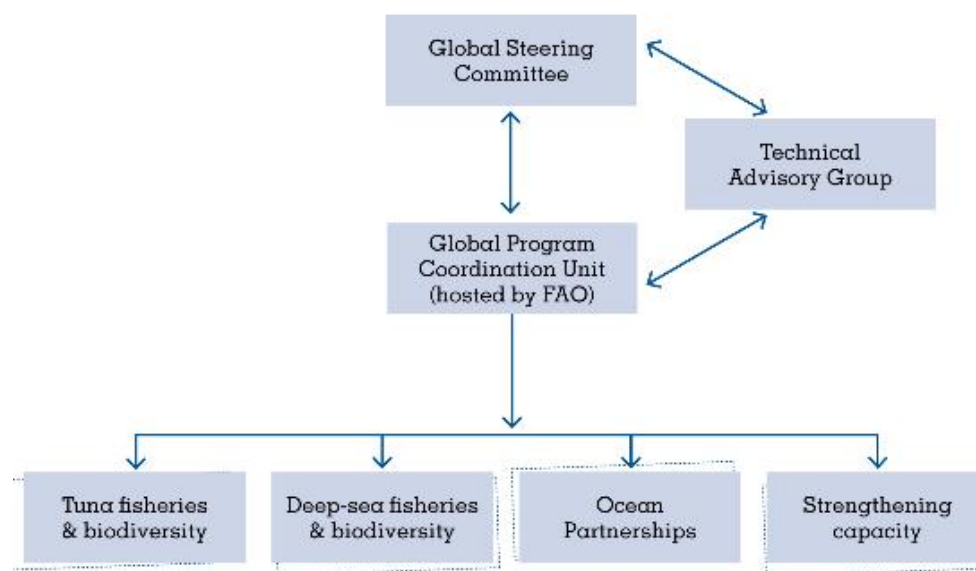 Global Steering
Committee
Technical
Advisory Group
Global Program
Coordination Unit
(hosted by FAO)
Tuna fisheries
& biodiversity
Deep-sea fisheries
& biodiversity
Ocean
Partnerships
Strengthening
capacity